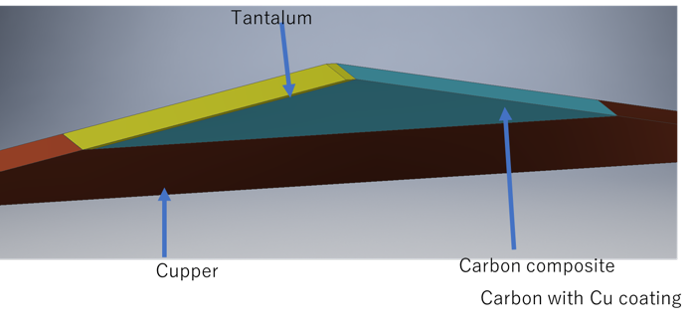 Tantalum
Cupper
Carbon composite
Carbon with Cu coating